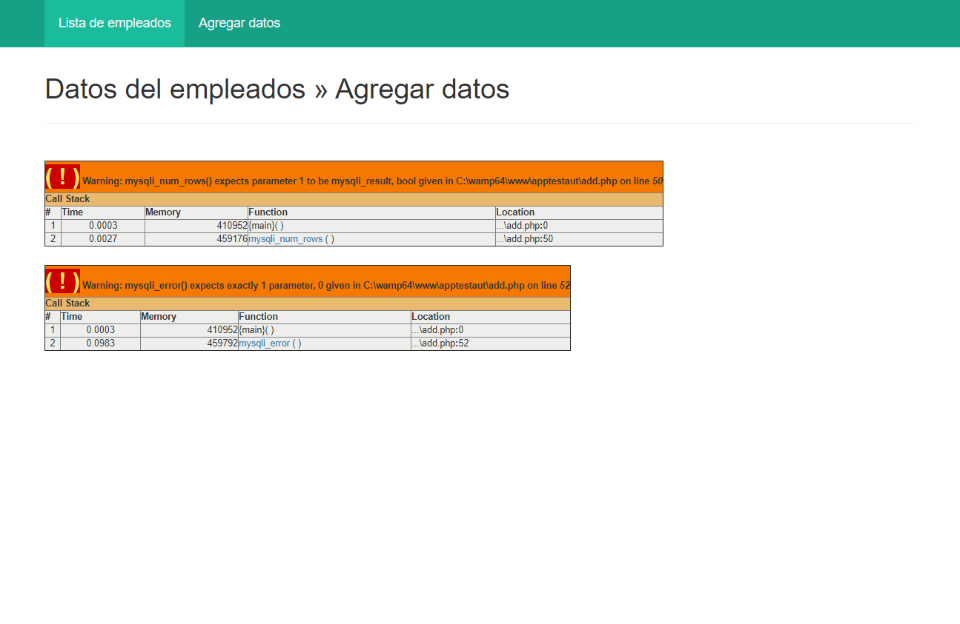 Lista de empleados Agregar datos
Datos del empleados » Agregar datos
( ! ) Warning: mysqli_num_rows() expects parameter 1 to be mysqli_result, bool given in C:\wamp64\www\apptestaut\add.php on line 50
Call Stack
# Time Memory Function Location
1 0.0003 410952 {main}( ) ...\add.php:0
2 0.0027 459176 mysqli_num_rows ( ) ...\add.php:50
( ! ) Warning: mysqli_error() expects exactly 1 parameter, 0 given in C:\wamp64\www\apptestaut\add.php on line 52
Call Stack
# Time Memory Function Location
1 0.0003 410952 {main}( ) ...\add.php:0
2 0.0983 459792 mysqli_error ( ) ...\add.php:52